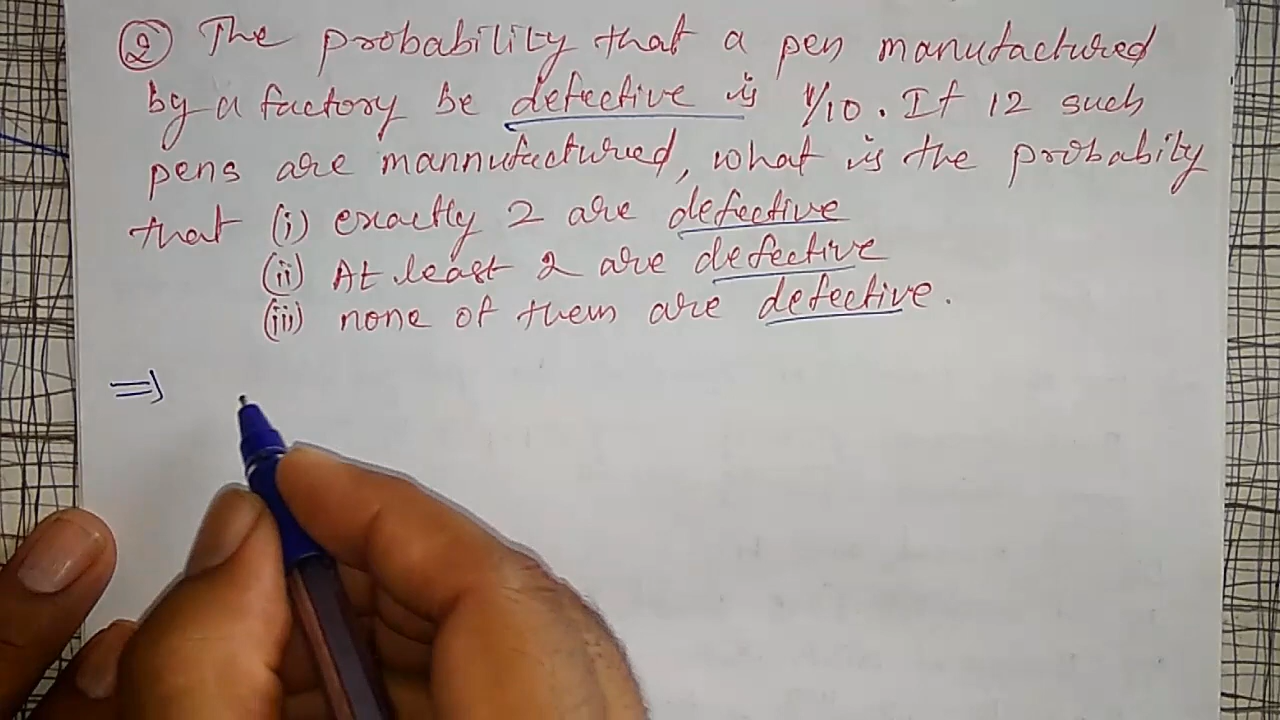 ② The probability that a pen manufactured
by a factory be defective is 1/10. If 12 such
pens are mannufactured, what is the probabity
that (i) exactly 2 are defective
(ii) At least 2 are defective
(iii) none of them are defective.
⇒